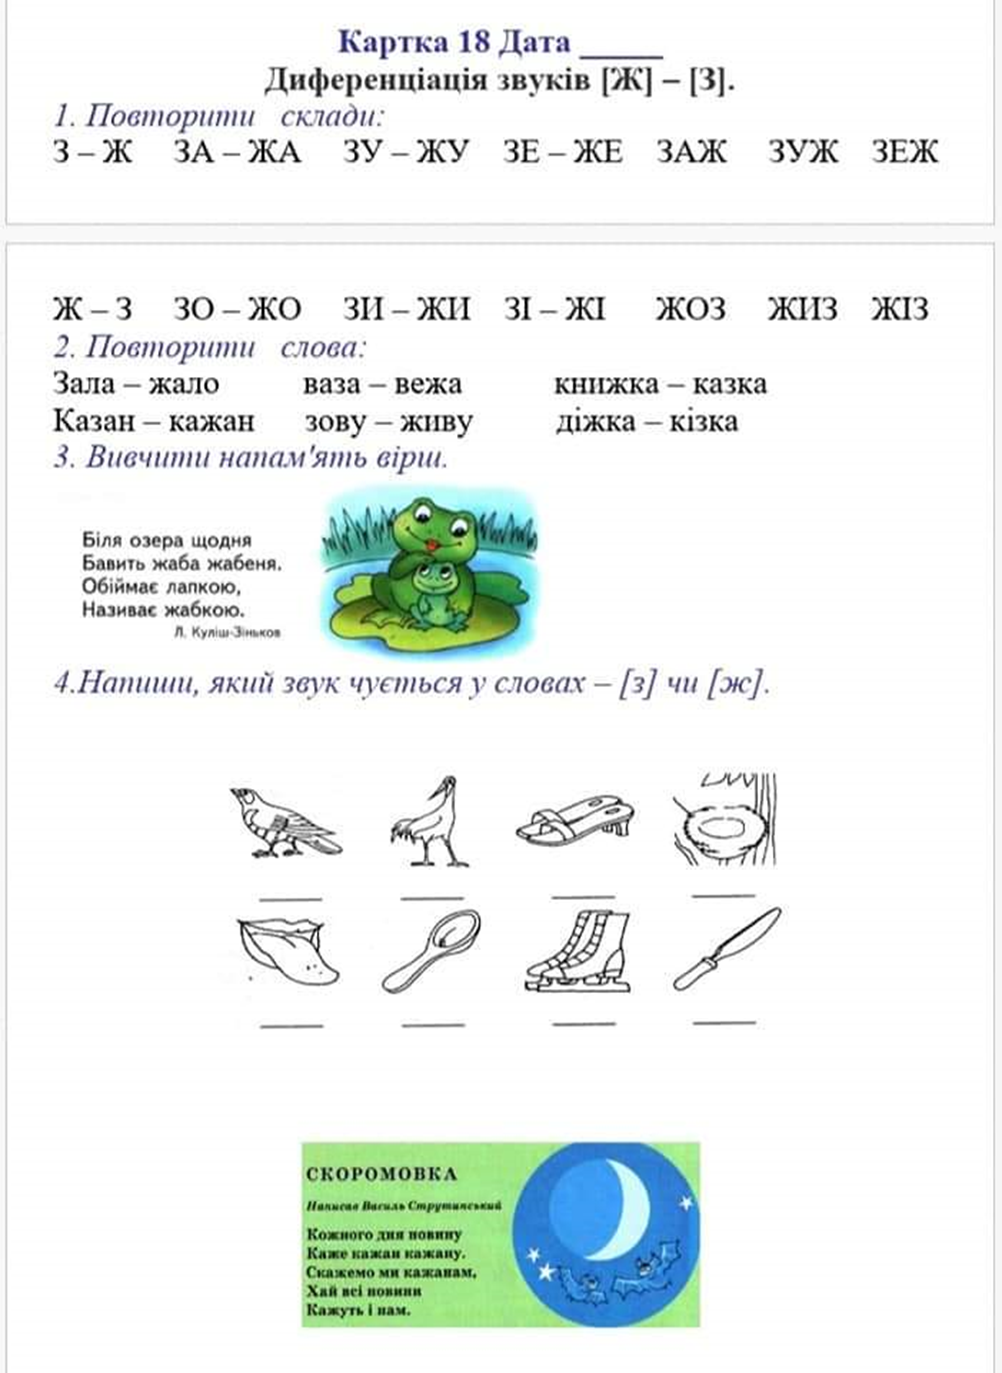 Картка 18 Дата _____
Диференціація звуків [Ж] – [З].
1. Повторити склади:
З – Ж ЗА – ЖА ЗУ – ЖУ ЗЕ – ЖЕ ЗАЖ ЗУЖ ЗЕЖ
Ж – З ЗО – ЖО ЗИ – ЖИ ЗІ – ЖІ ЖОЗ ЖИЗ ЖІЗ
2. Повторити слова:
Зала – жало ваза – вежа книжка – казка
Казан – кажан зову – живу діжка – кізка
3. Вивчити напам'ять вірш.
Біля озера щодня
Бавить жаба жабеня.
Обіймає лапкою,
Називає жабкою.
Л. Куліш-Зіньков
4.Напиши, який звук чується у словах – [з] чи [ж].
СКОРОМОВКА
Написав Василь Струтинський
Кожного дня новину
Каже кажан кажану.
Скажемо ми кажанам,
Хай всі новини
Кажуть і нам.